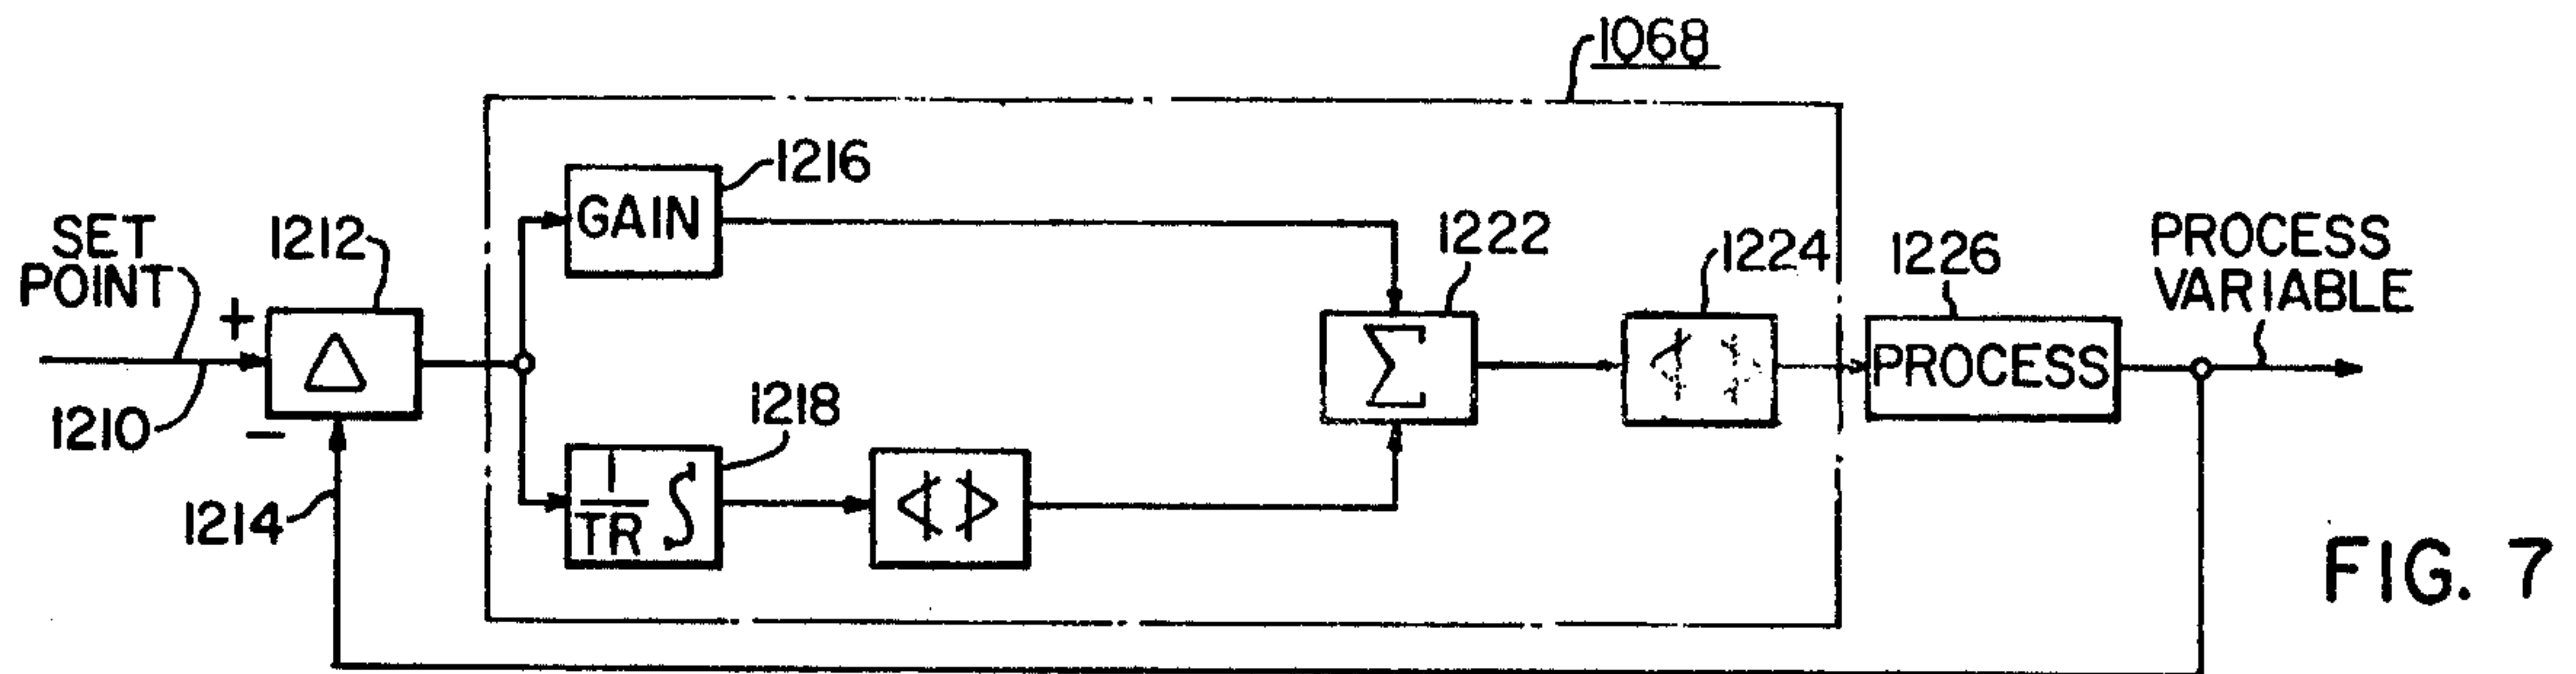 1068
1216
GAIN
SET
POINT
1212
+
Δ
1210
-
1214
1218
1
TR ∫
<|>
1222
Σ
1224
1226
PROCESS
PROCESS
VARIABLE
FIG. 7